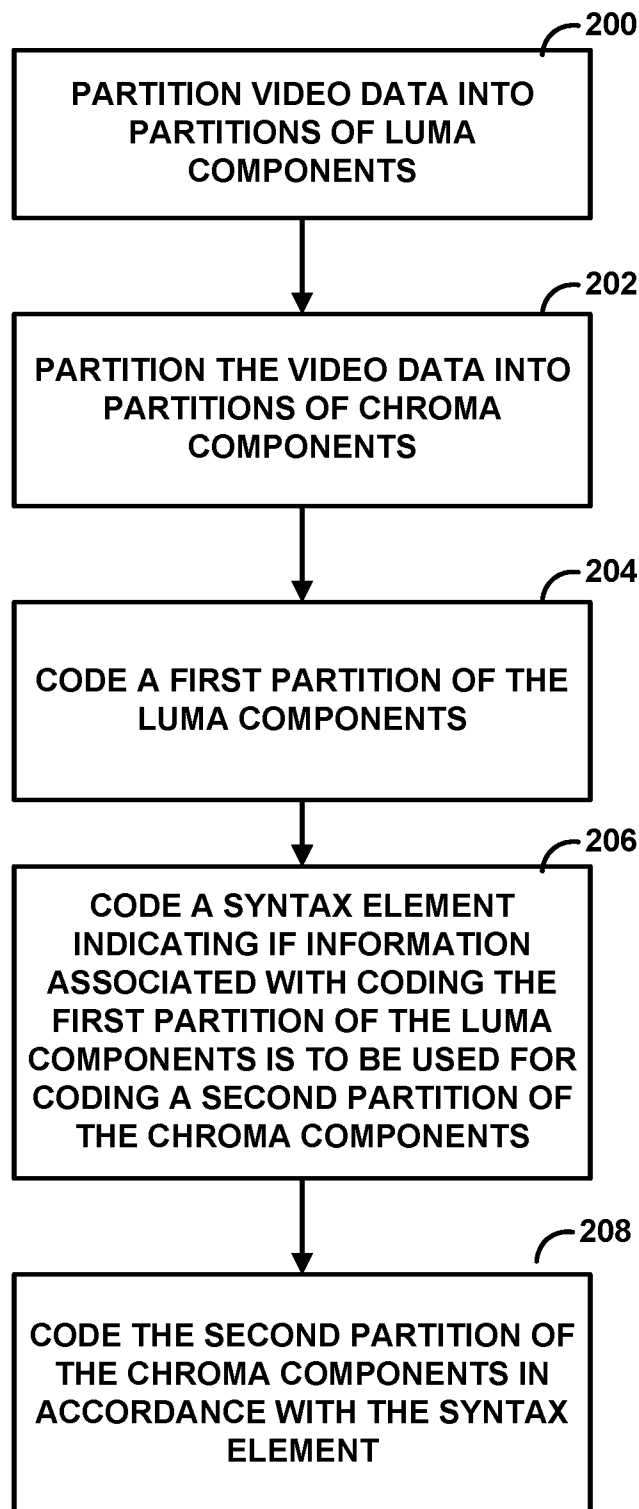 200
PARTITION VIDEO DATA INTO
PARTITIONS OF LUMA
COMPONENTS
202
PARTITION THE VIDEO DATA INTO
PARTITIONS OF CHROMA
COMPONENTS
204
CODE A FIRST PARTITION OF THE
LUMA COMPONENTS
206
CODE A SYNTAX ELEMENT
INDICATING IF INFORMATION
ASSOCIATED WITH CODING THE
FIRST PARTITION OF THE LUMA
COMPONENTS IS TO BE USED FOR
CODING A SECOND PARTITION OF
THE CHROMA COMPONENTS
208
CODE THE SECOND PARTITION OF
THE CHROMA COMPONENTS IN
ACCORDANCE WITH THE SYNTAX
ELEMENT